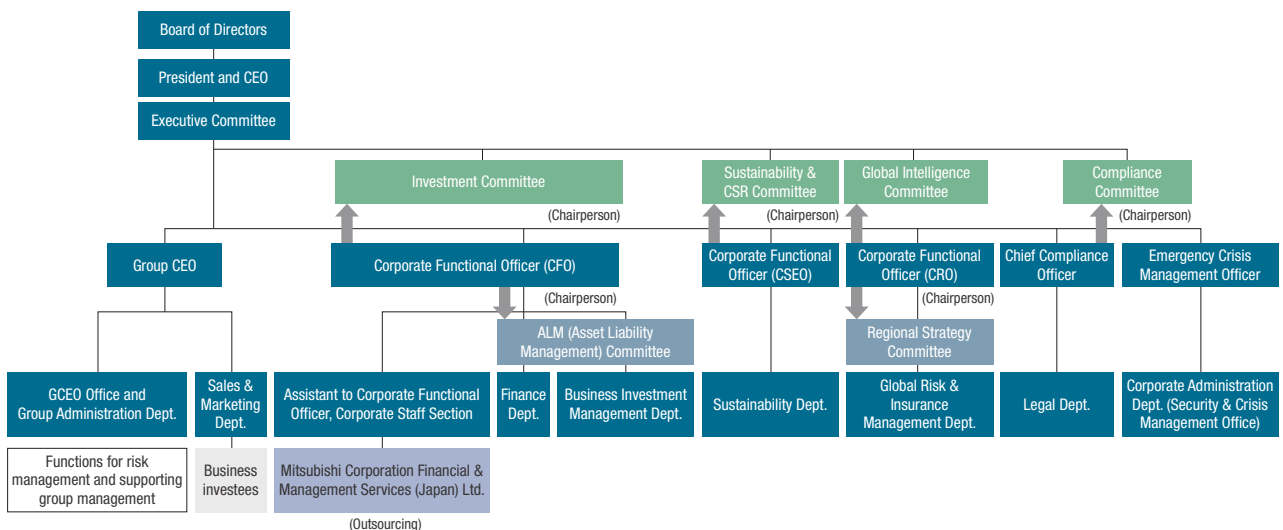 Board of Directors
President and CEO
Executive Committee
Investment Committee
Sustainability &
CSR Committee
Global Intelligence
Committee
Compliance
Committee
(Chairperson)
(Chairperson)
(Chairperson)
Group CEO
Corporate Functional Officer (CFO)
Corporate Functional
Officer (CSEO)
Corporate Functional
Officer (CRO)
Chief Compliance
Officer
Emergency Crisis
Management Officer
(Chairperson)
(Chairperson)
ALM (Asset Liability
Management) Committee
Regional Strategy
Committee
GCEO Office and
Group Administration Dept.
Sales &
Marketing
Dept.
Assistant to Corporate Functional
Officer, Corporate Staff Section
Finance
Dept.
Business Investment
Management Dept.
Sustainability Dept.
Global Risk &
Insurance
Management Dept.
Legal Dept.
Corporate Administration
Dept. (Security & Crisis
Management Office)
Functions for risk
management and supporting
group management
Business
investees
Mitsubishi Corporation Financial &
Management Services (Japan) Ltd.
(Outsourcing)